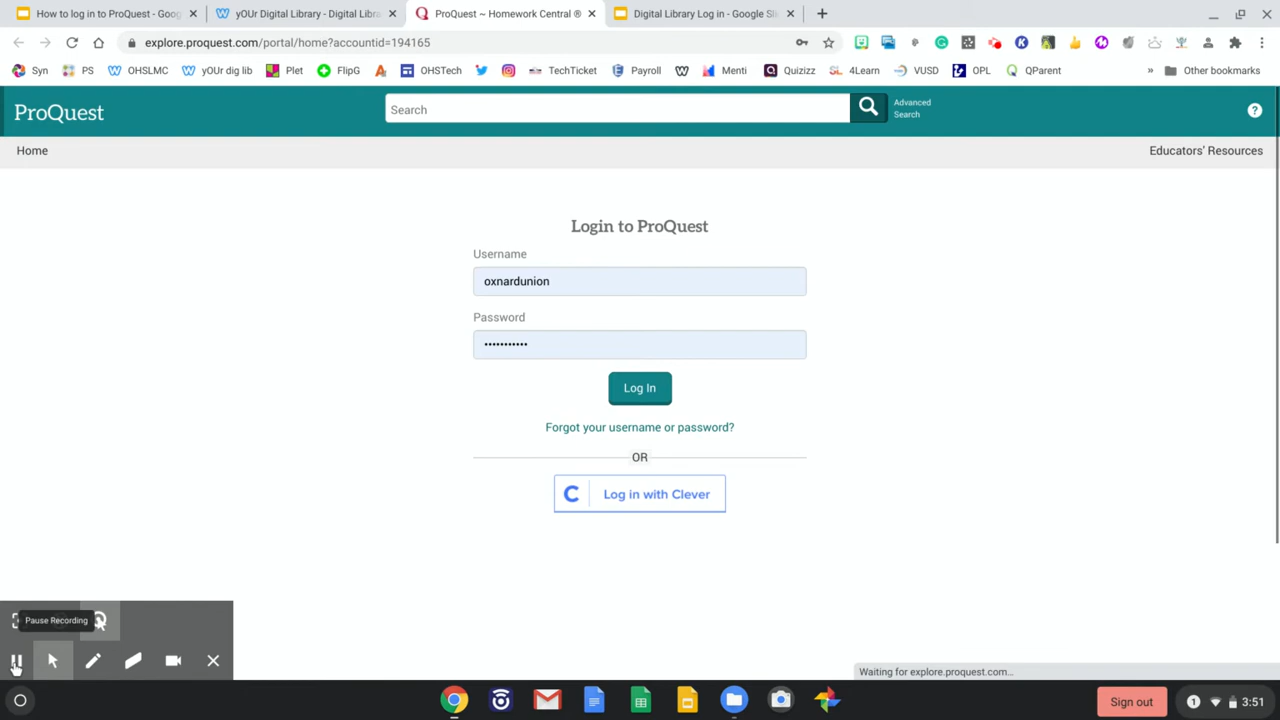 How to log in to ProQuest - Goog
yOUr Digital Library - Digital Libra
ProQuest ~ Homework Central ®
Digital Library Log in - Google Sli
explore.proquest.com/portal/home?accountid=194165
Syn
PS
OHSLMC
yOUr dig lib
Plet
FlipG
OHSTech
TechTicket
Payroll
Menti
Quizizz
4Learn
VUSD
OPL
QParent
»
Other bookmarks
ProQuest
Search
Advanced
Search
?
Home
Educators' Resources
Login to ProQuest
Username
oxnardunion
Password
•••••••••••
Log In
Forgot your username or password?
OR
C Log in with Clever
Pause Recording
Waiting for explore.proquest.com...
Sign out
1
3:51